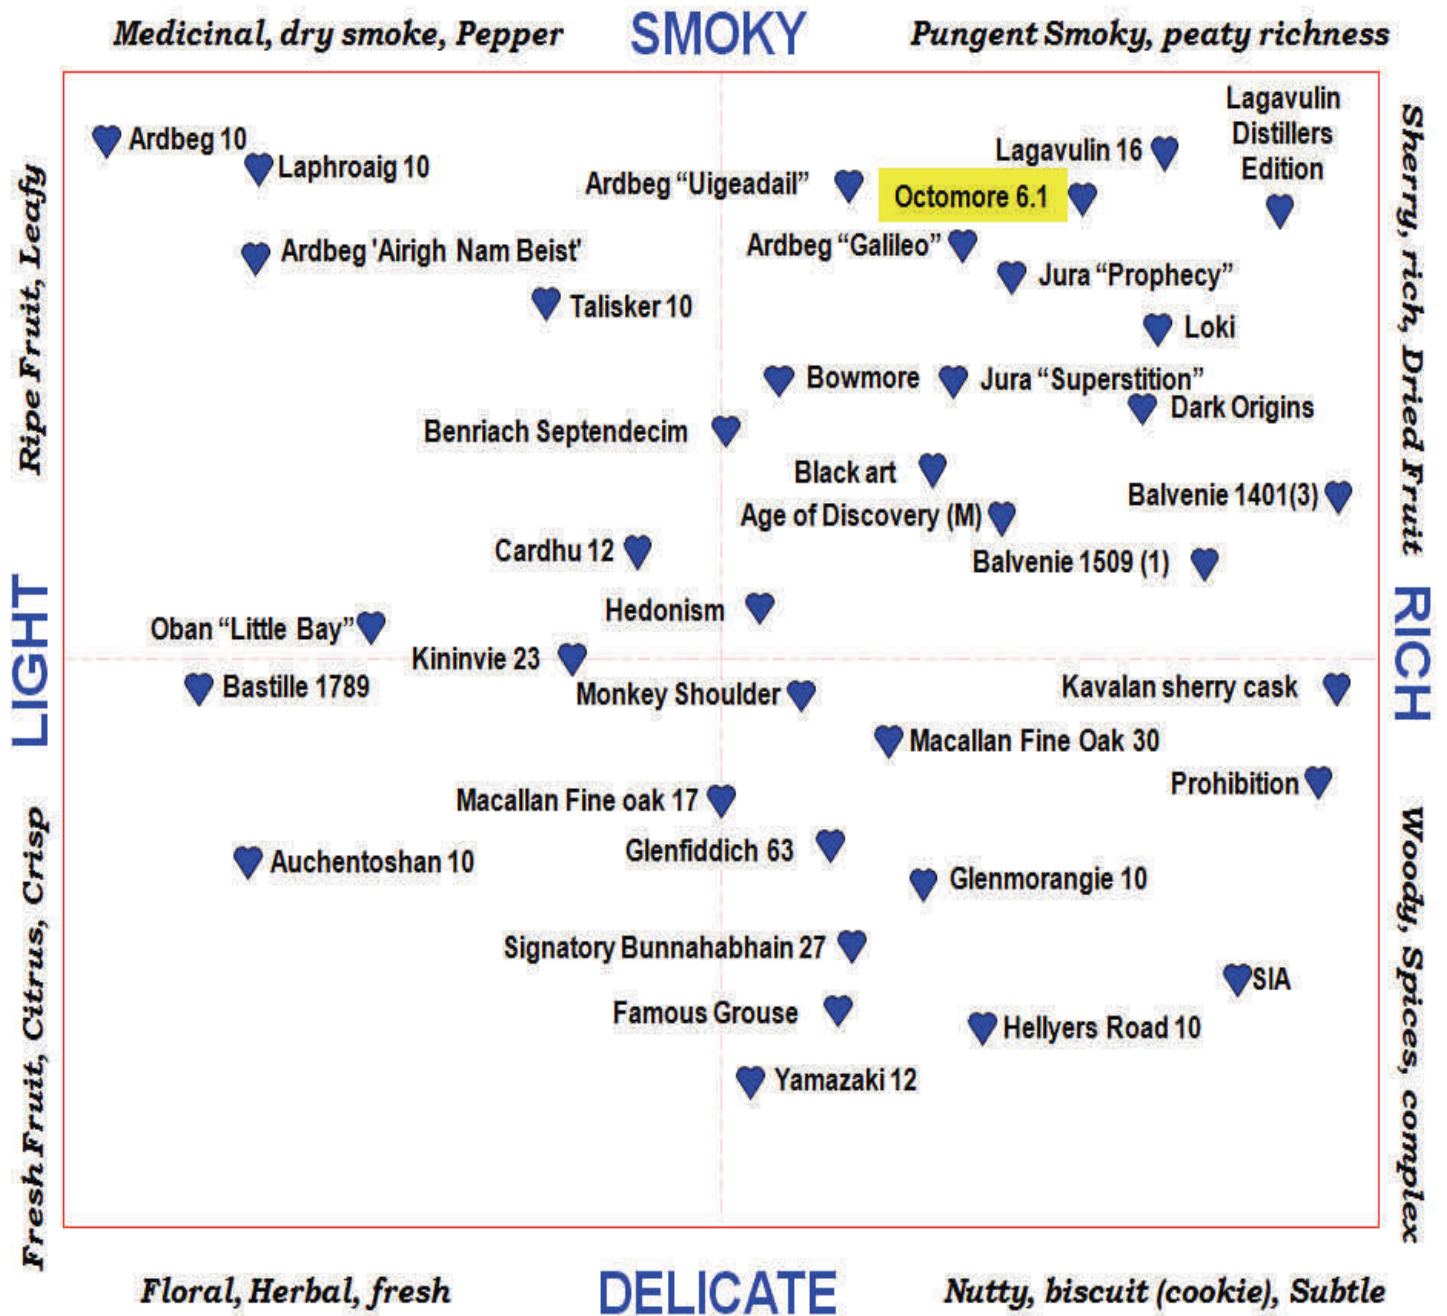 Medicinal, dry smoke, Pepper
SMOKY
Pungent Smoky, peaty richness
Ripe Fruit, Leafy
LIGHT
Fresh Fruit, Citrus, Crisp
Sherry, rich, Dried Fruit
RICH
Woody, Spices, complex
Lagavulin
Distillers
Edition
Ardbeg 10
Lagavulin 16
Laphroaig 10
Ardbeg “Uigeadail”
Octomore 6.1
Ardbeg “Galileo”
Ardbeg 'Airigh Nam Beist'
Jura “Prophecy”
Talisker 10
Loki
Bowmore
Jura “Superstition”
Dark Origins
Benriach Septendecim
Black art
Balvenie 1401(3)
Age of Discovery (M)
Cardhu 12
Balvenie 1509 (1)
Hedonism
Oban “Little Bay”
Kininvie 23
Bastille 1789
Monkey Shoulder
Kavalan sherry cask
Macallan Fine Oak 30
Prohibition
Macallan Fine oak 17
Glenfiddich 63
Auchentoshan 10
Glenmorangie 10
Signatory Bunnahabhain 27
SIA
Famous Grouse
Hellyers Road 10
Yamazaki 12
Floral, Herbal, fresh
DELICATE
Nutty, biscuit (cookie), Subtle